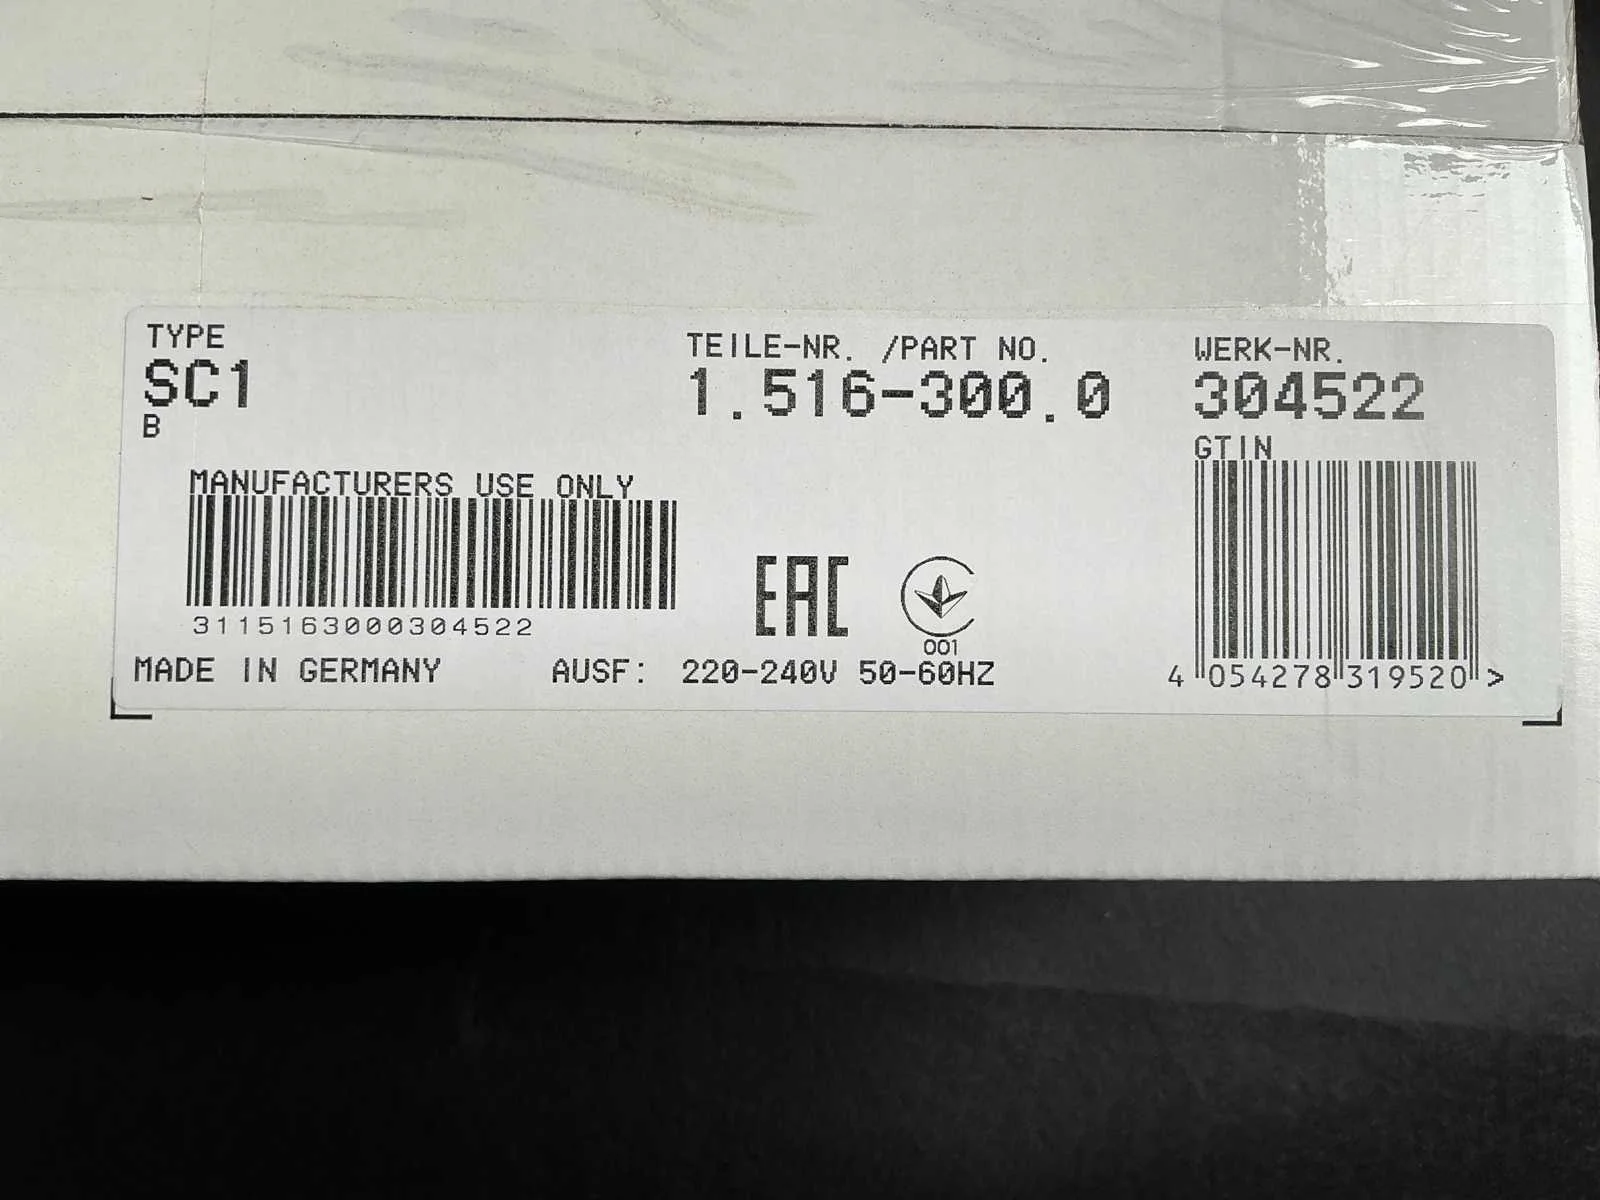 TYPE
SC1
B
TEILE-NR. /PART NO.
1.516-300.0
WERK-NR.
304522
GTIN
MANUFACTURERS USE ONLY
3115163000304522
EAC
001
MADE IN GERMANY
AUSF: 220-240V 50-60HZ
4 054278 319520 >